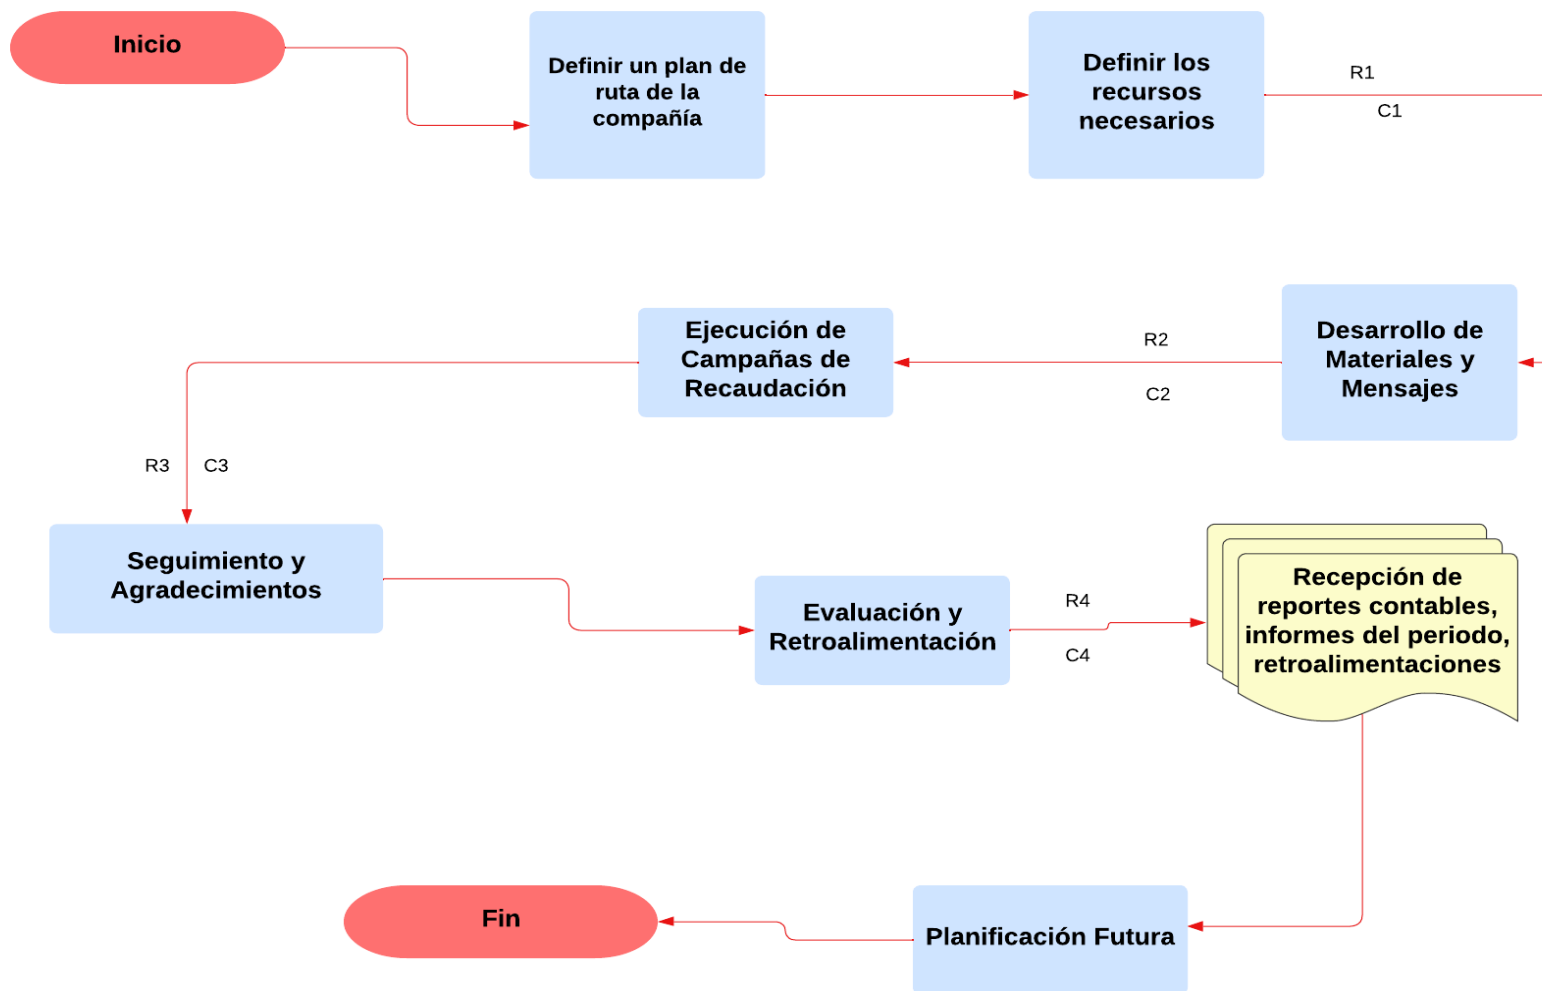 Inicio
Definir un plan de
ruta de la
compañía
Definir los
recursos
necesarios
R1
C1
Ejecución de
Campañas de
Recaudación
R2
C2
Desarrollo de
Materiales y
Mensajes
R3
C3
Seguimiento y
Agradecimientos
Evaluación y
Retroalimentación
R4
C4
Recepción de
reportes contables,
informes del periodo,
retroalimentaciones
Fin
Planificación Futura